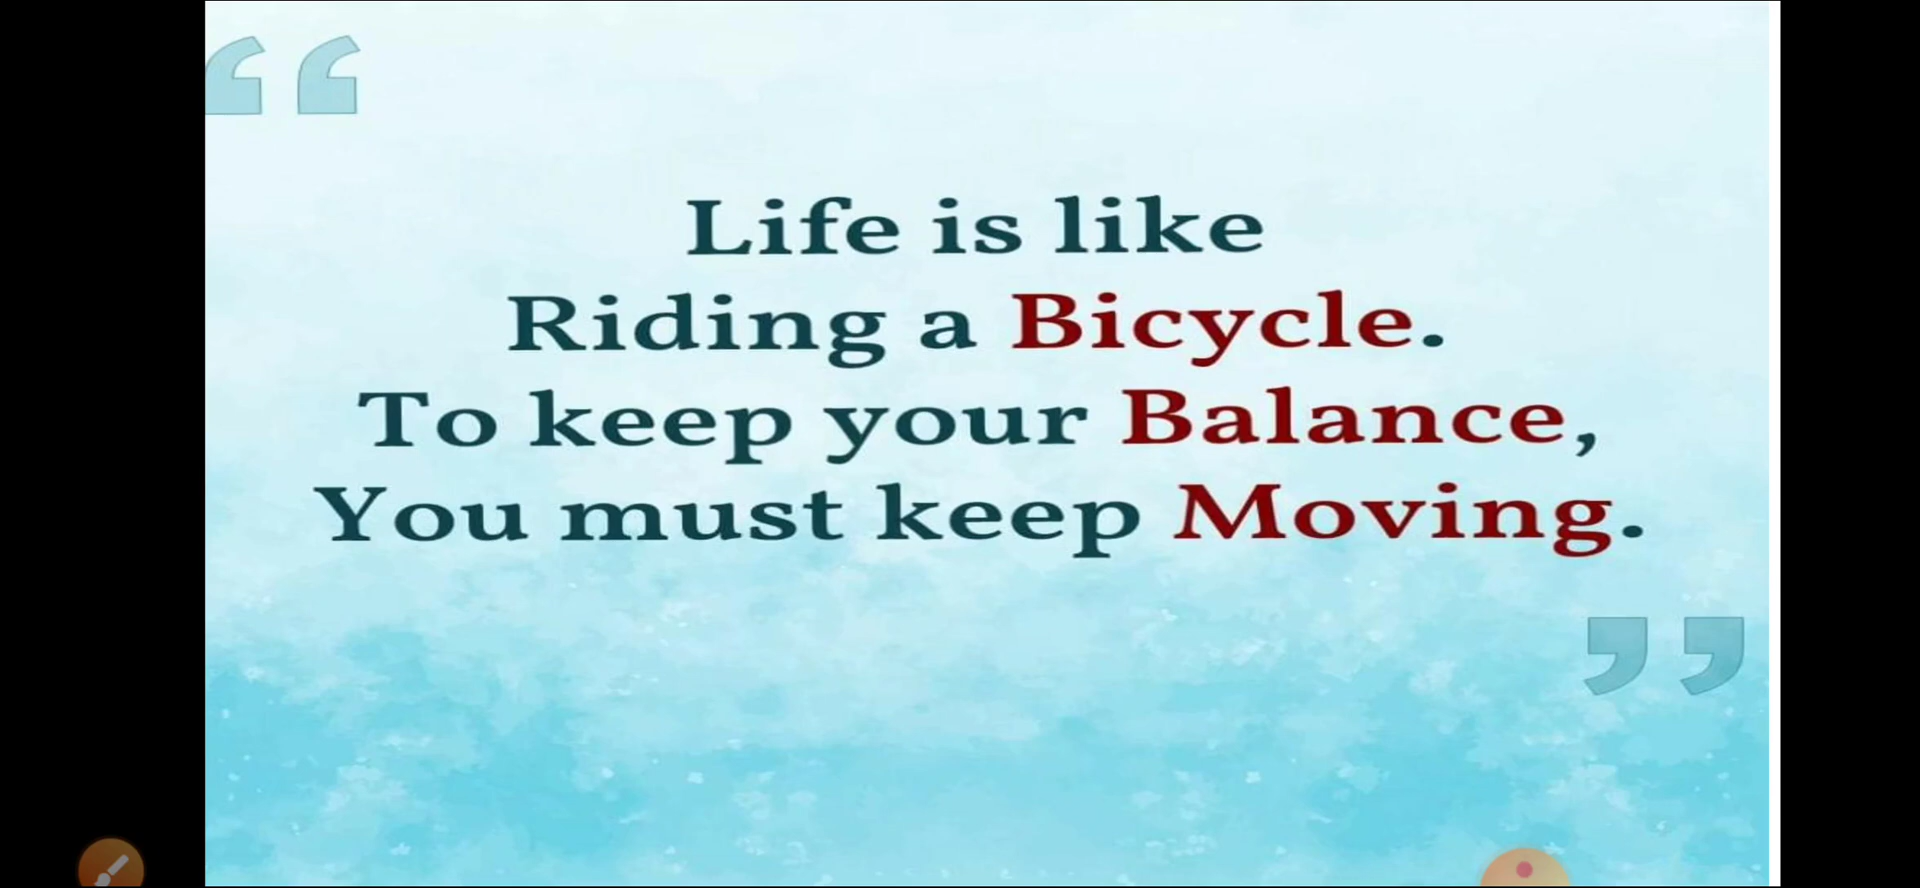 “
Life is like
Riding a Bicycle.
To keep your Balance,
You must keep Moving.
”